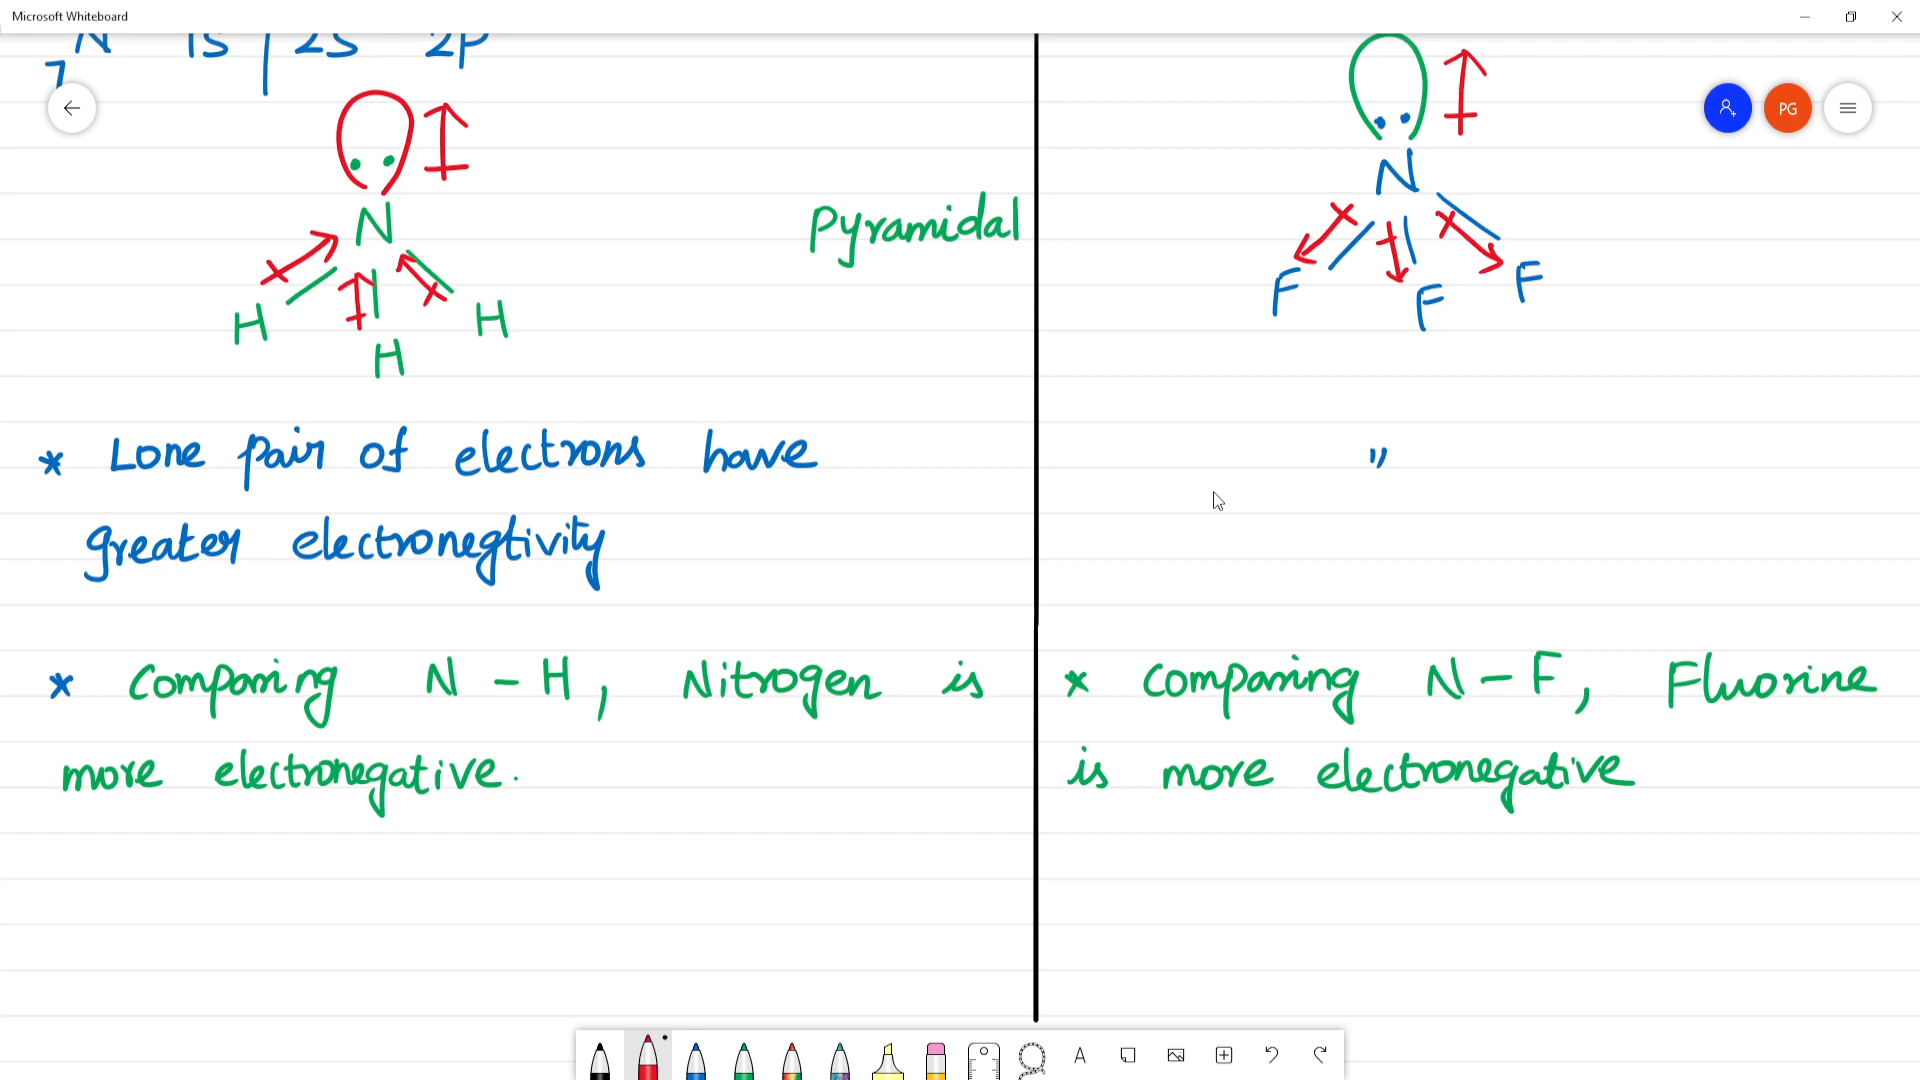 Microsoft Whiteboard
7 N 1s 2s 2p
PG
N
H H H
Pyramidal
N
F F F
* Lone pair of electrons have
greater electronegtivity
"
* Comparing N - H, Nitrogen is
more electronegative.
* Comparing N - F, Fluorine
is more electronegative
A